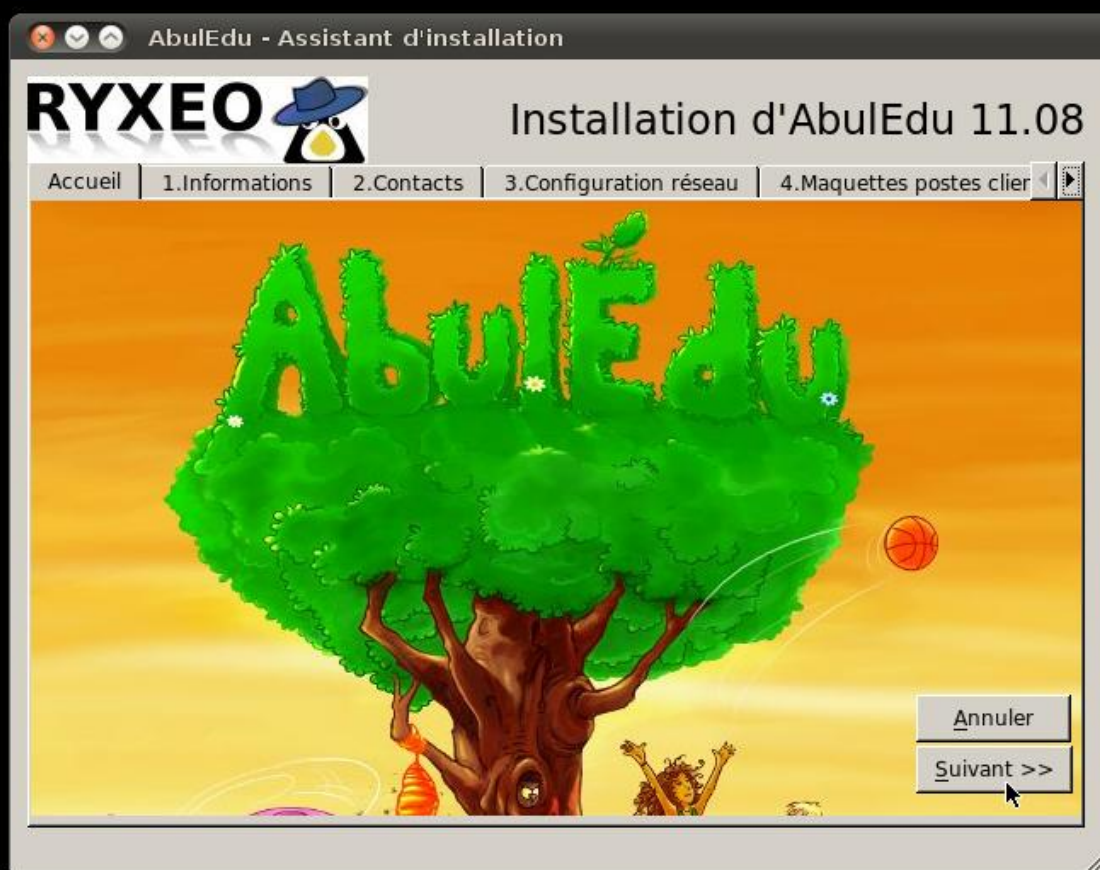 AbulEdu - Assistant d'installation
RYXEO
Installation d'AbulEdu 11.08
Accueil
1.Informations
2.Contacts
3.Configuration réseau
4.Maquettes postes clier
AbulÉdu
Annuler
Suivant >>